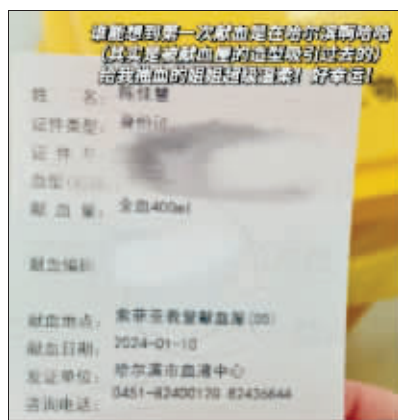 谁能想到第一次献血是在哈尔滨啊哈哈
(其实是被献血屋的造型吸引过去的)
给我抽血的姐姐超级温柔！好幸运！
姓 名：陈佳慧
证件类型：身份证
证 件
血型
献 血 量：全血400ml
献血编码
献血地点：索菲亚教堂献血屋(00)
献血日期：2024-01-10
发证单位：哈尔滨市血液中心
咨询电话：0451-82400170 82436644